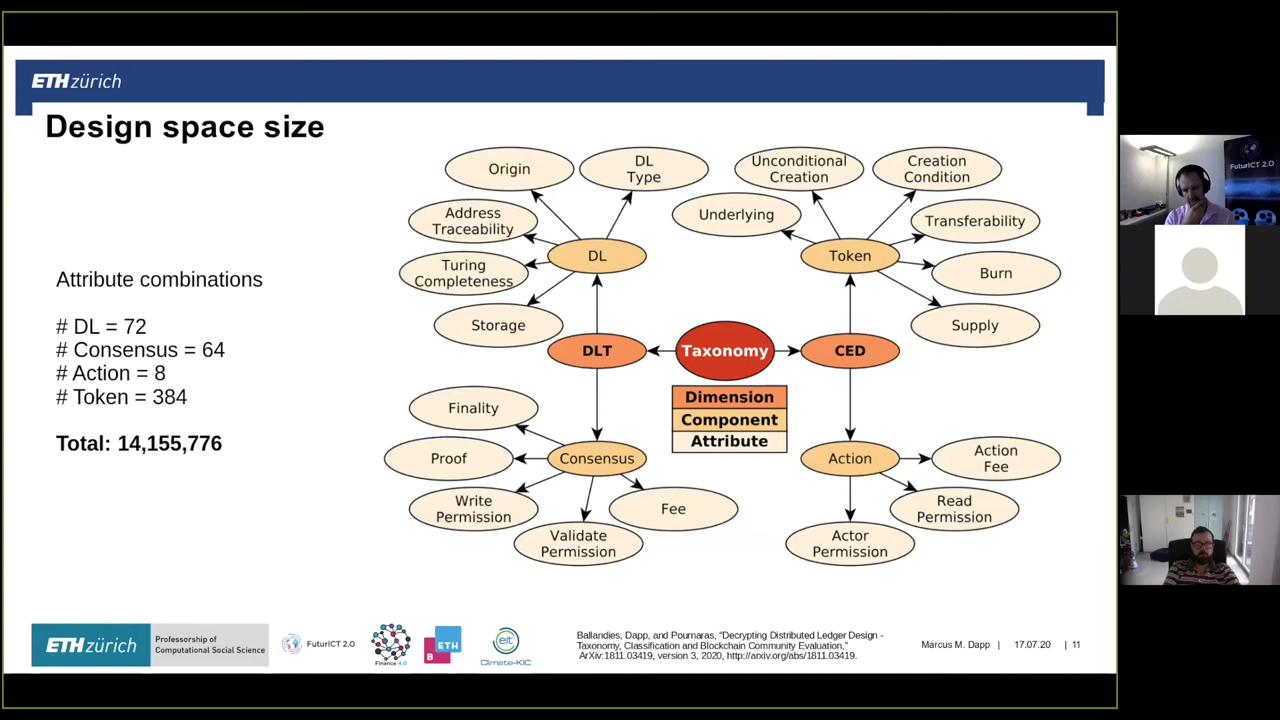 ETH zürich
Design space size
Attribute combinations
# DL = 72
# Consensus = 64
# Action = 8
# Token = 384
Total: 14,155,776
Origin
DL
Type
Address
Traceability
Turing
Completeness
Storage
DL
Unconditional
Creation
Creation
Condition
Underlying
Transferability
Burn
Supply
Token
DLT
Taxonomy
CED
Dimension
Component
Attribute
Finality
Proof
Write
Permission
Validate
Permission
Fee
Consensus
Action
Action
Fee
Read
Permission
Actor
Permission
ETH zürich
Professorship of
Computational Social Science
FuturICT 2.0
Finance 4.0
B
ETH
eit
Climate-KIC
Ballandies, Dapp, and Pournaras, "Decrypting Distributed Ledger Design -
Taxonomy, Classification and Blockchain Community Evaluation,"
ArXiv:1811.03419, version 3, 2020, http://arxiv.org/abs/1811.03419.
Marcus M. Dapp | 17.07.20 | 11
FuturICT 2.0